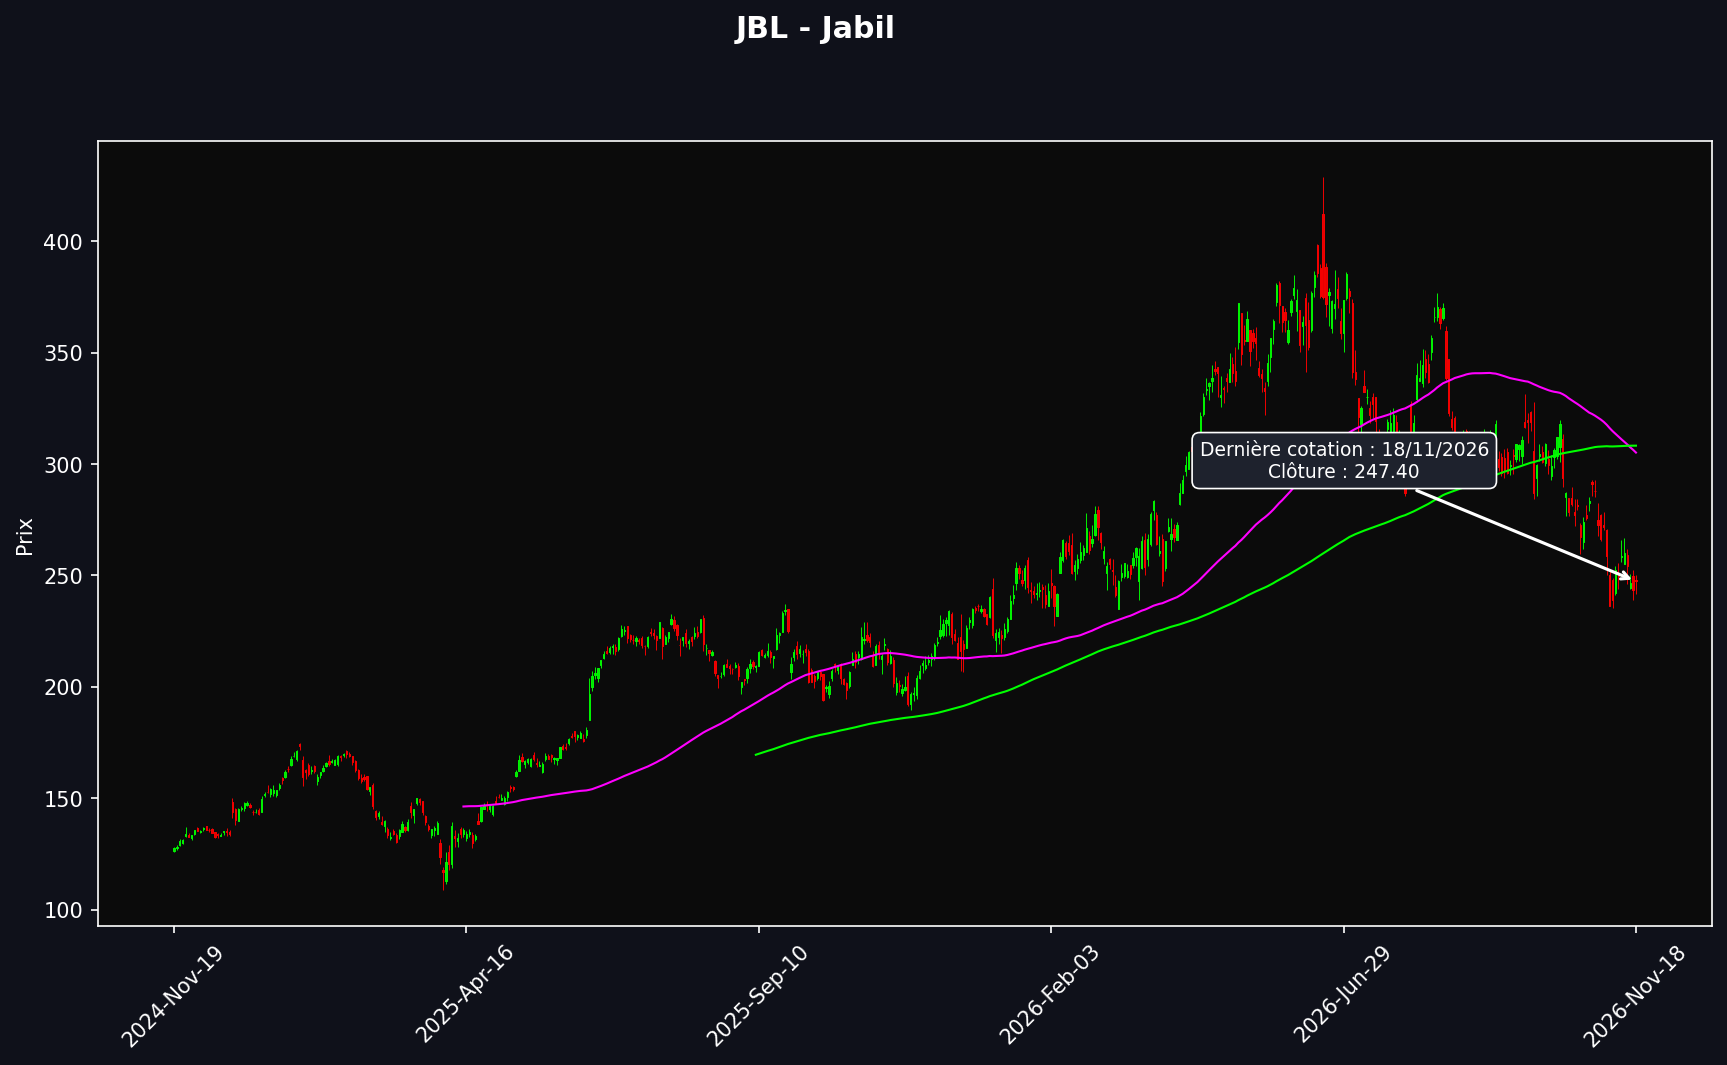 JBL - Jabil
400
350
300
250
200
150
100
Prix
Dernière cotation : 18/11/2026
Clôture : 247.40
2024-Nov-19
2025-Apr-16
2025-Sep-10
2026-Feb-03
2026-Jun-29
2026-Nov-18